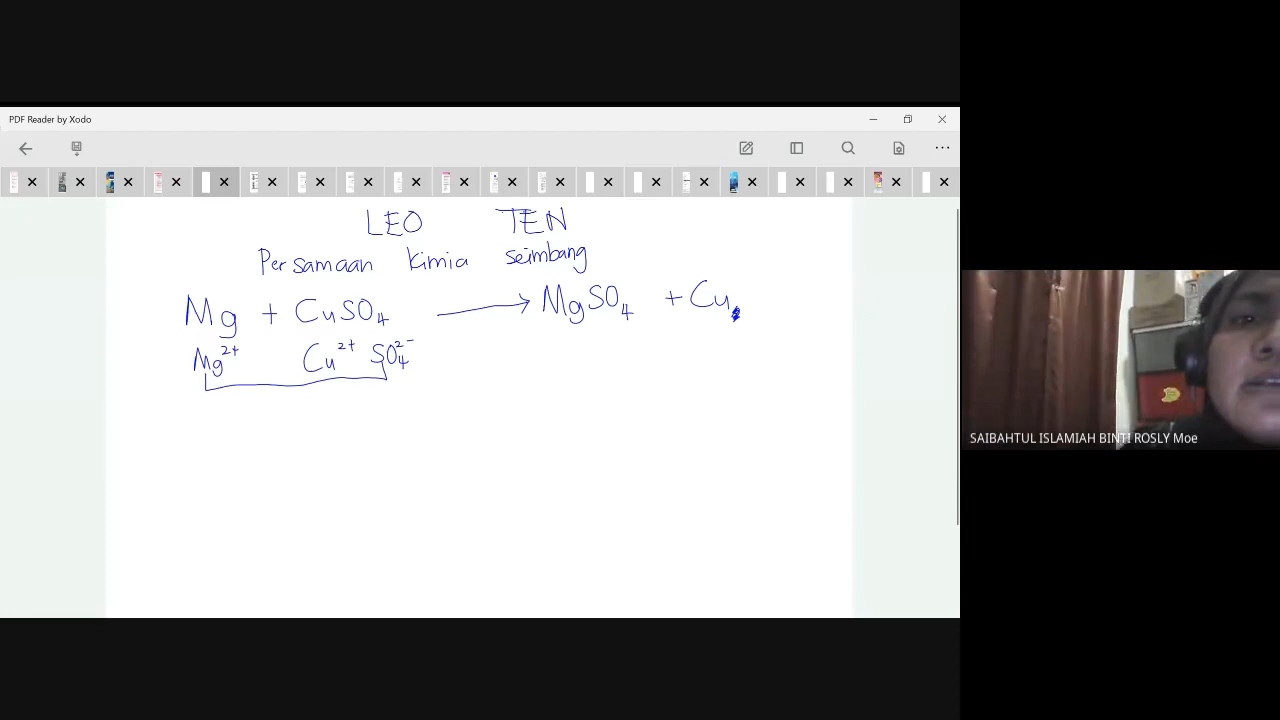 PDF Reader by Xodo
LEO TEN
Persamaan kimia seimbang
Mg + CuSO₄ → MgSO₄ + Cu
Mg²⁺ Cu²⁺ SO₄²⁻
SAIBAHTUL ISLAMIAH BINTI ROSLY Moe